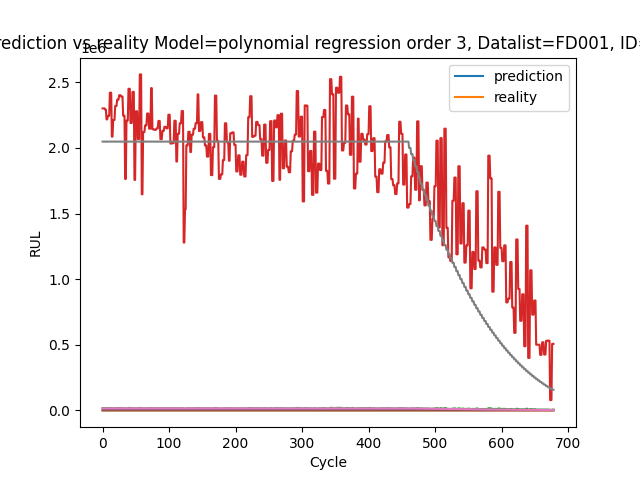 rediction vs reality Model=polynomial regression order 3, Datalist=FD001, ID=
1e6
2.5
2.0
1.5
1.0
0.5
0.0
RUL
prediction
reality
0 100 200 300 400 500 600 700
Cycle